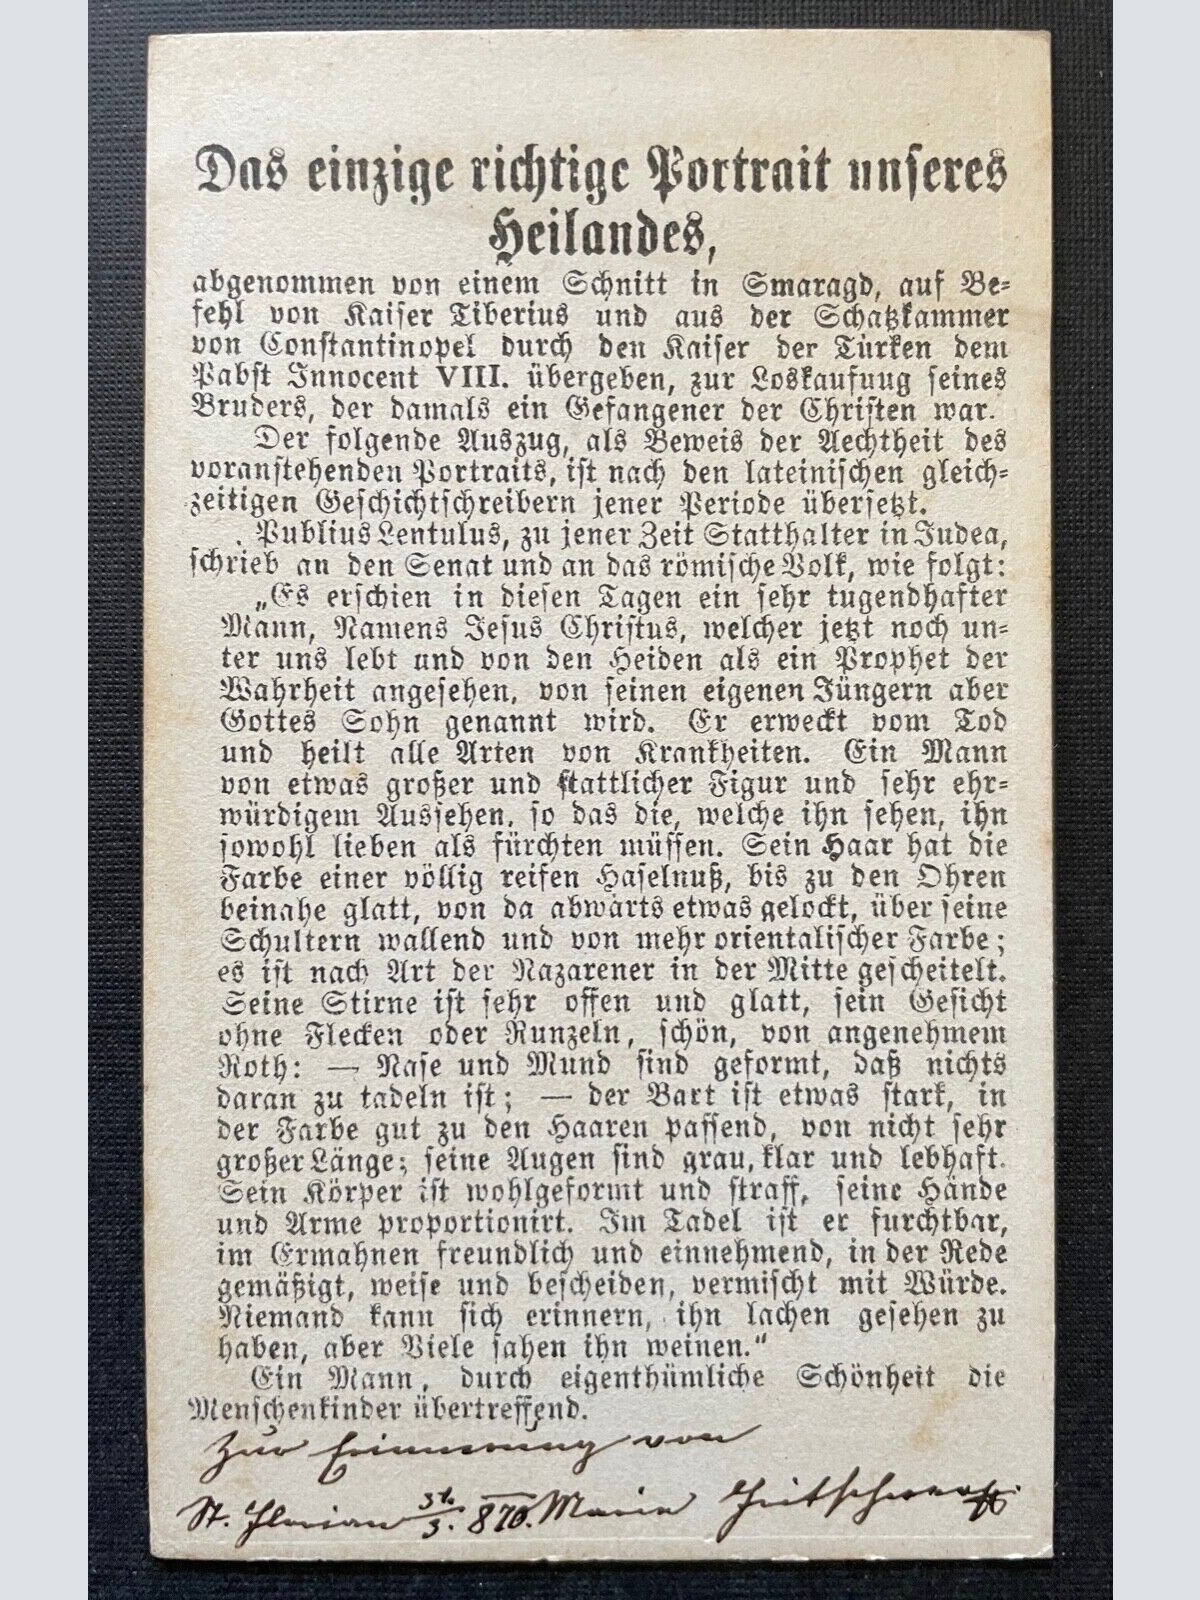 Das einzige richtige Portrait unseres
Heilandes,
abgenommen von einem Schnitt in Smaragd, auf Be-
fehl von Kaiser Tiberius und aus der Schatzkammer
von Constantinopel durch den Kaiser der Türken dem
Pabst Innocent VIII. übergeben, zur Loskaufuug seines
Bruders, der damals ein Gefangener der Christen war.
Der folgende Auszug, als Beweis der Aechtheit des
voranstehenden Portraits, ist nach den lateinischen gleich-
zeitigen Geschichtschreibern jener Periode übersetzt.
Publius Lentulus, zu jener Zeit Statthalter in Judea,
schrieb an den Senat und an das römische Volk, wie folgt:
„Es erschien in diesen Tagen ein sehr tugendhafter
Mann, Namens Jesus Christus, welcher jetzt noch un-
ter uns lebt und von den Heiden als ein Prophet der
Wahrheit angesehen, von seinen eigenen Jüngern aber
Gottes Sohn genannt wird. Er erweckt vom Tod
und heilt alle Arten von Krankheiten. Ein Mann
von etwas großer und stattlicher Figur und sehr ehr-
würdigem Aussehen, so das die, welche ihn sehen, ihn
sowohl lieben als fürchten müssen. Sein Haar hat die
Farbe einer völlig reifen Haselnuß, bis zu den Ohren
beinahe glatt, von da abwärts etwas gelockt, über seine
Schultern wallend und von mehr orientalischer Farbe;
es ist nach Art der Nazarener in der Mitte gescheitelt.
Seine Stirne ist sehr offen und glatt, sein Gesicht
ohne Flecken oder Runzeln, schön, von angenehmem
Roth: — Nase und Mund sind geformt, daß nichts
daran zu tadeln ist; — der Bart ist etwas stark, in
der Farbe gut zu den Haaren passend, von nicht sehr
großer Länge; seine Augen sind grau, klar und lebhaft.
Sein Körper ist wohlgeformt und straff, seine Hände
und Arme proportionirt. Im Tadel ist er furchtbar,
im Ermahnen freundlich und einnehmend, in der Rede
gemäßigt, weise und bescheiden, vermischt mit Würde.
Niemand kann sich erinnern, ihn lachen gesehen zu
haben, aber Viele sahen ihn weinen.“
Ein Mann, durch eigenthümliche Schönheit die
Menschenkinder übertreffend.
Zur Erinnerung von
St. Florian 31/3. 870. Marie